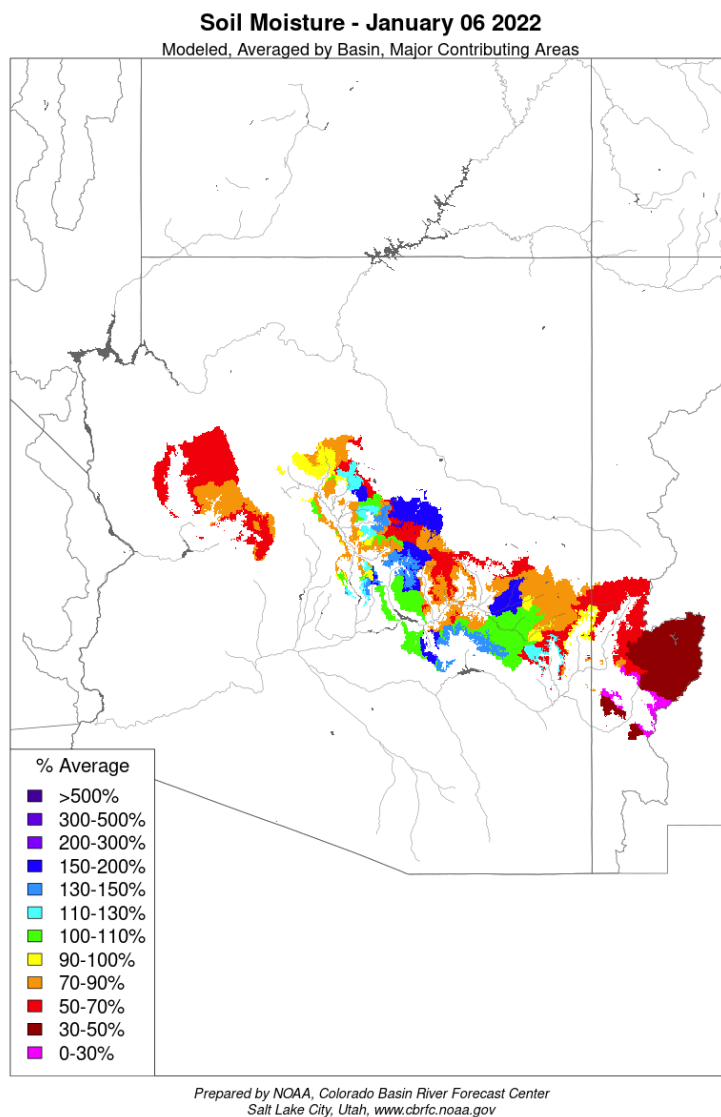 Soil Moisture - January 06 2022
Modeled, Averaged by Basin, Major Contributing Areas
% Average
>500%
300-500%
200-300%
150-200%
130-150%
110-130%
100-110%
90-100%
70-90%
50-70%
30-50%
0-30%
Prepared by NOAA, Colorado Basin River Forecast Center
Salt Lake City, Utah, www.cbrfc.noaa.gov